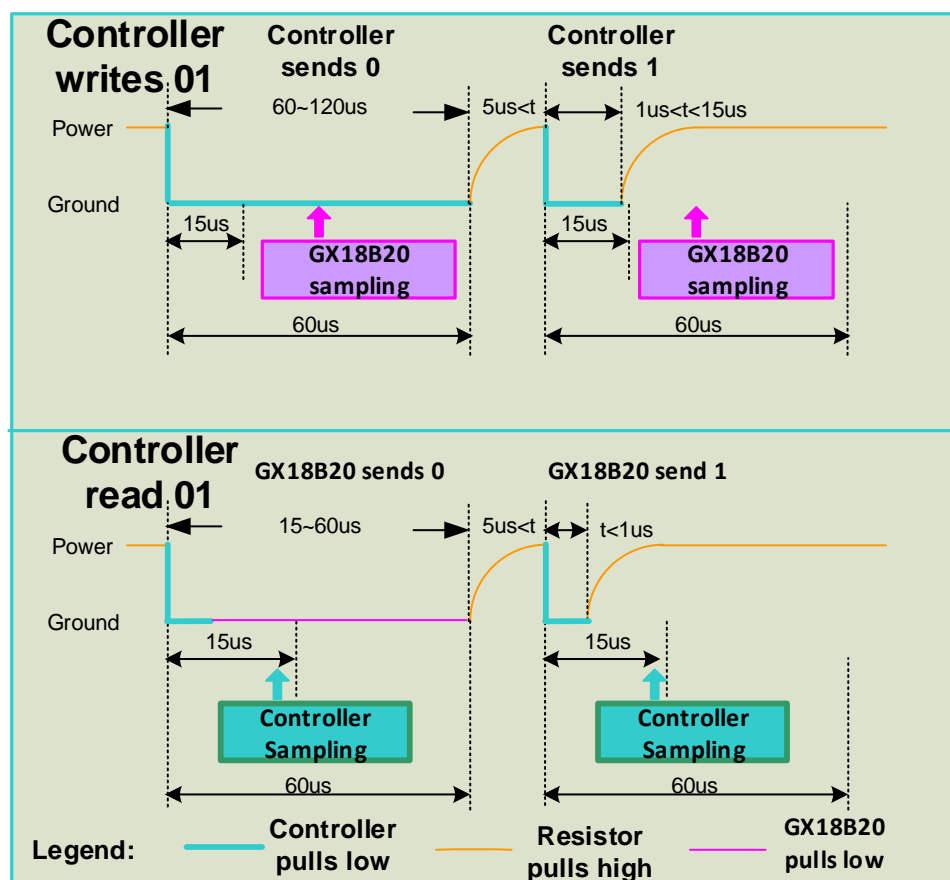 Controller
writes 01
Controller
sends 0
Controller
sends 1
60~120us
5us<t
1us<t<15us
Power
Ground
15us
15us
GX18B20
sampling
GX18B20
sampling
60us
60us
Controller
read 01
GX18B20 sends 0
GX18B20 send 1
15~60us
5us<t
t<1us
Power
Ground
15us
15us
Controller
Sampling
Controller
Sampling
60us
60us
Legend:
Controller
pulls low
Resistor
pulls high
GX18B20
pulls low